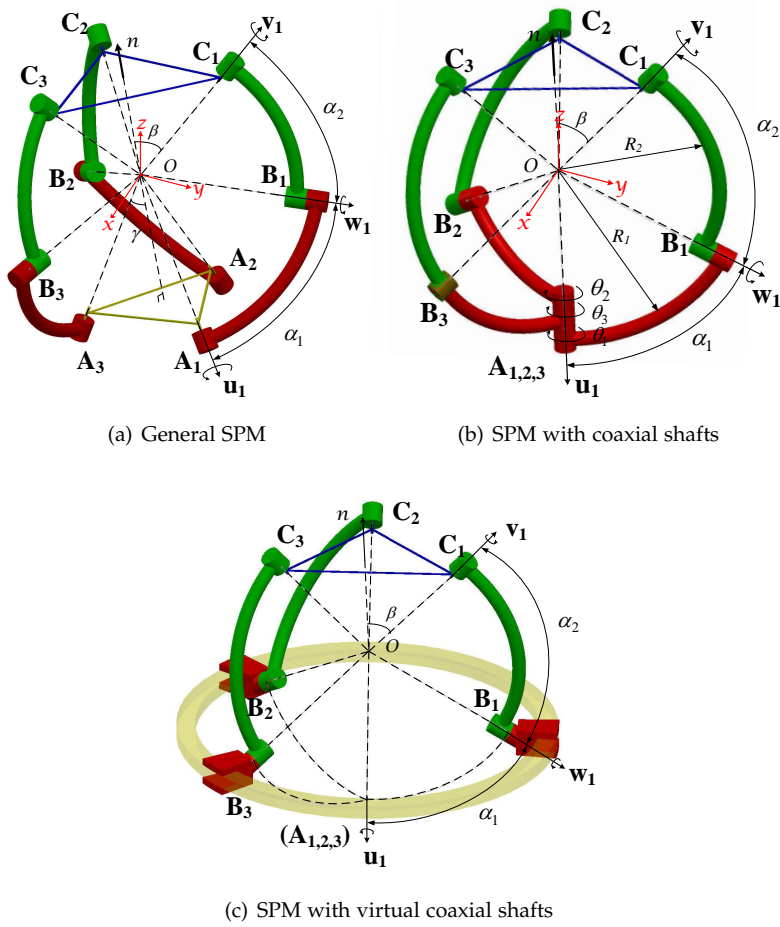 C₂
n
v₁
C₁
C₃
α₂
z
β
O
y
B₂
B₁
w₁
x
γ
A₂
B₃
α₁
A₃
A₁
u₁
(a) General SPM
C₂
v₁
n
C₃
C₁
α₂
z
β
R₂
O
y
B₂
x
B₁
R₁
w₁
B₃
θ₂
θ₃
θ₁
α₁
A₁,₂,₃
u₁
(b) SPM with coaxial shafts
n
C₂
C₃
C₁
v₁
β
α₂
O
B₂
B₁
w₁
B₃
α₁
(A₁,₂,₃)
u₁
(c) SPM with virtual coaxial shafts